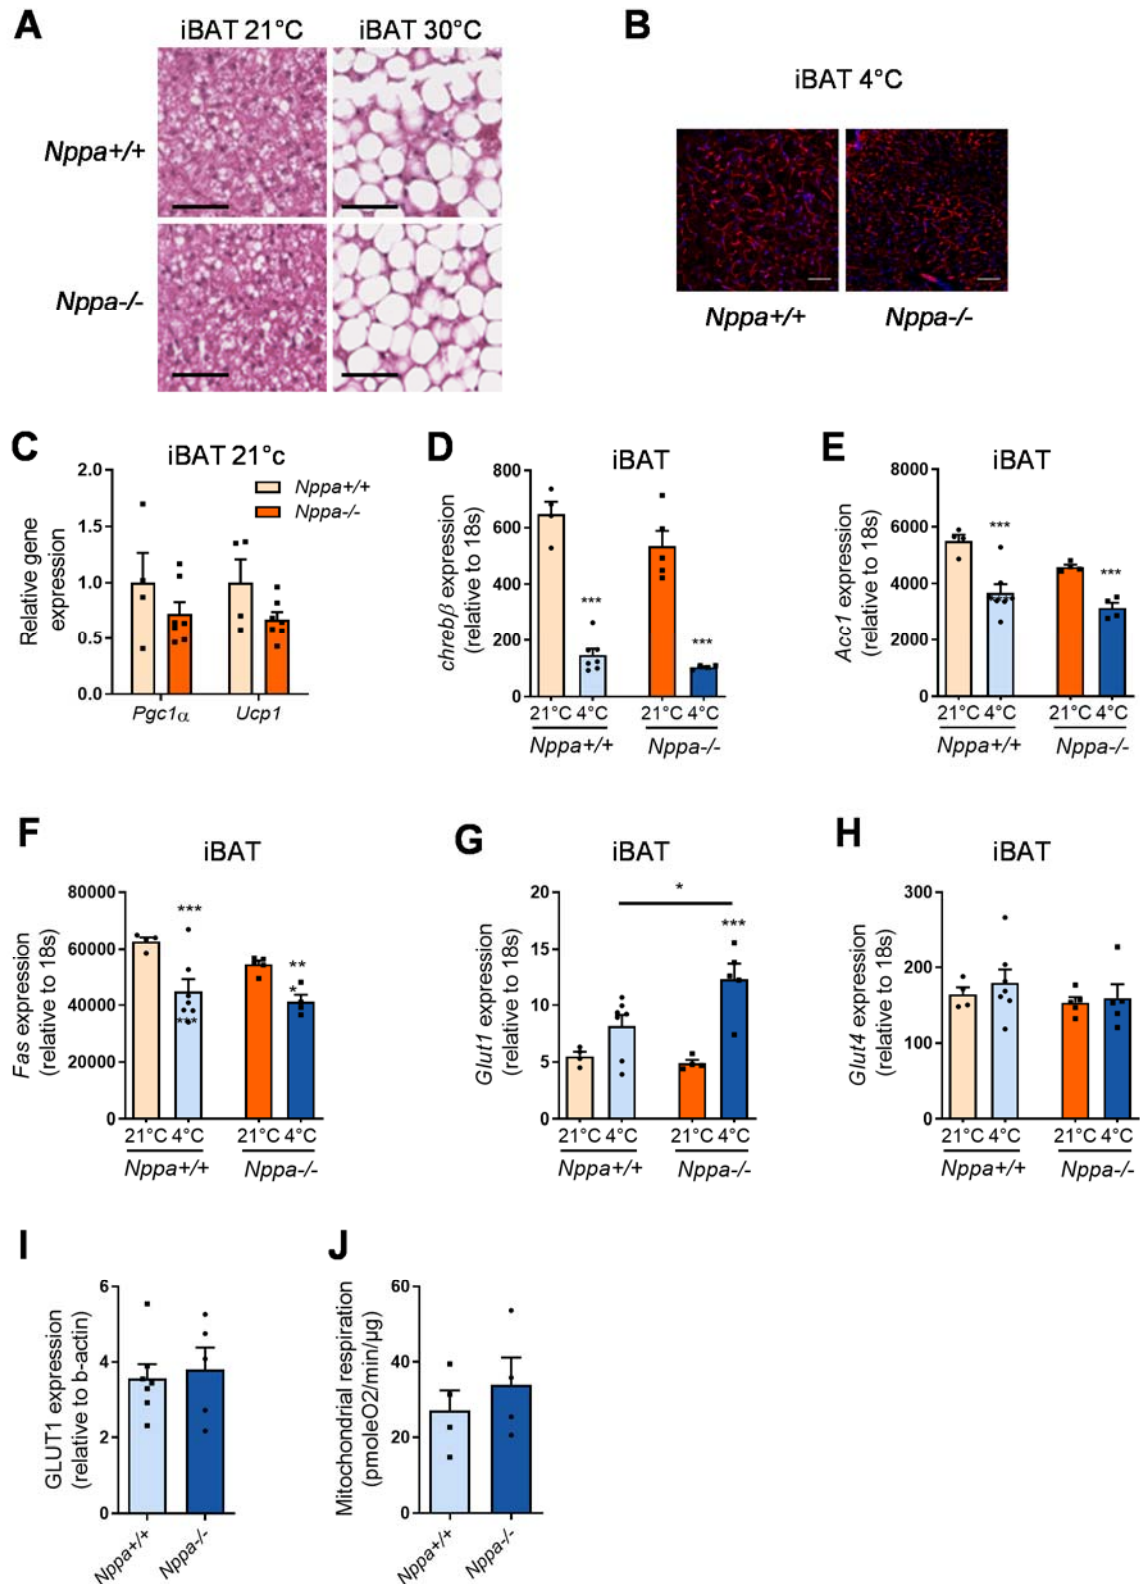 A
iBAT 21°C
iBAT 30°C
Nppa+/+
Nppa-/-
B
iBAT 4°C
Nppa+/+
Nppa-/-
C
iBAT 21°c
Relative gene
expression
2.0
1.5
1.0
0.5
0.0
Nppa+/+
Nppa-/-
Pgc1α
Ucp1
D
iBAT
chrebβ expression
(relative to 18s)
800
600
400
200
0
***
***
21°C 4°C
21°C 4°C
Nppa+/+
Nppa-/-
E
iBAT
Acc1 expression
(relative to 18s)
8000
6000
4000
2000
0
***
***
21°C 4°C
21°C 4°C
Nppa+/+
Nppa-/-
F
iBAT
Fas expression
(relative to 18s)
80000
60000
40000
20000
0
***
***
**
*
21°C 4°C
21°C 4°C
Nppa+/+
Nppa-/-
G
iBAT
Glut1 expression
(relative to 18s)
20
15
10
5
0
*
***
21°C 4°C
21°C 4°C
Nppa+/+
Nppa-/-
H
iBAT
Glut4 expression
(relative to 18s)
300
200
100
0
21°C 4°C
21°C 4°C
Nppa+/+
Nppa-/-
I
GLUT1 expression
(relative to b-actin)
6
4
2
0
Nppa+/+
Nppa-/-
J
Mitochondrial respiration
(pmoleO2/min/µg)
60
40
20
0
Nppa+/+
Nppa-/-